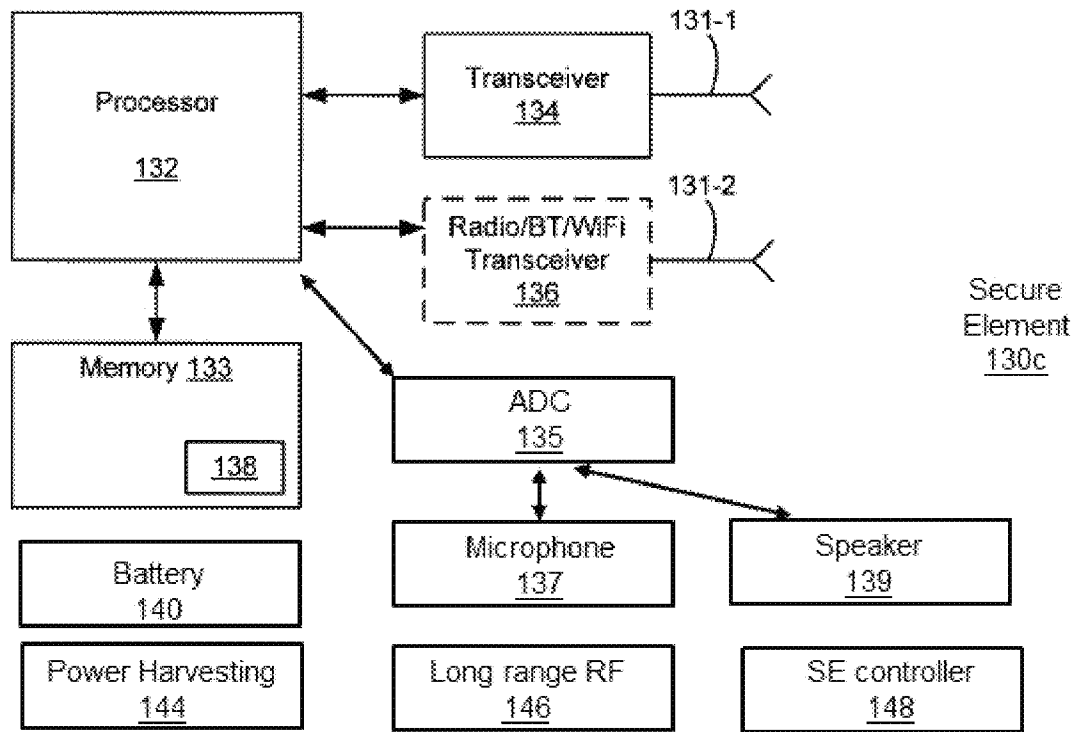 131-1
Processor
132
Transceiver
134
131-2
Radio/BT/WiFi
Transceiver
136
Secure
Element
130c
Memory 133
138
ADC
135
Battery
140
Microphone
137
Speaker
139
Power Harvesting
144
Long range RF
146
SE controller
148